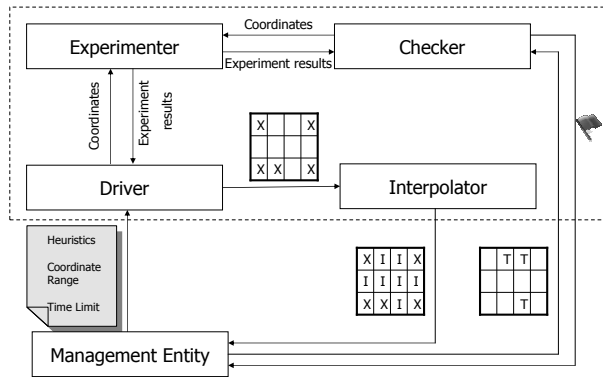 Coordinates
Experimenter
Checker
Experiment results
Coordinates
Experiment
results
X X
X X X
Driver
Interpolator
Heuristics
Coordinate
Range
Time Limit
X I I X
I I I I
X X I X
T T
T
Management Entity